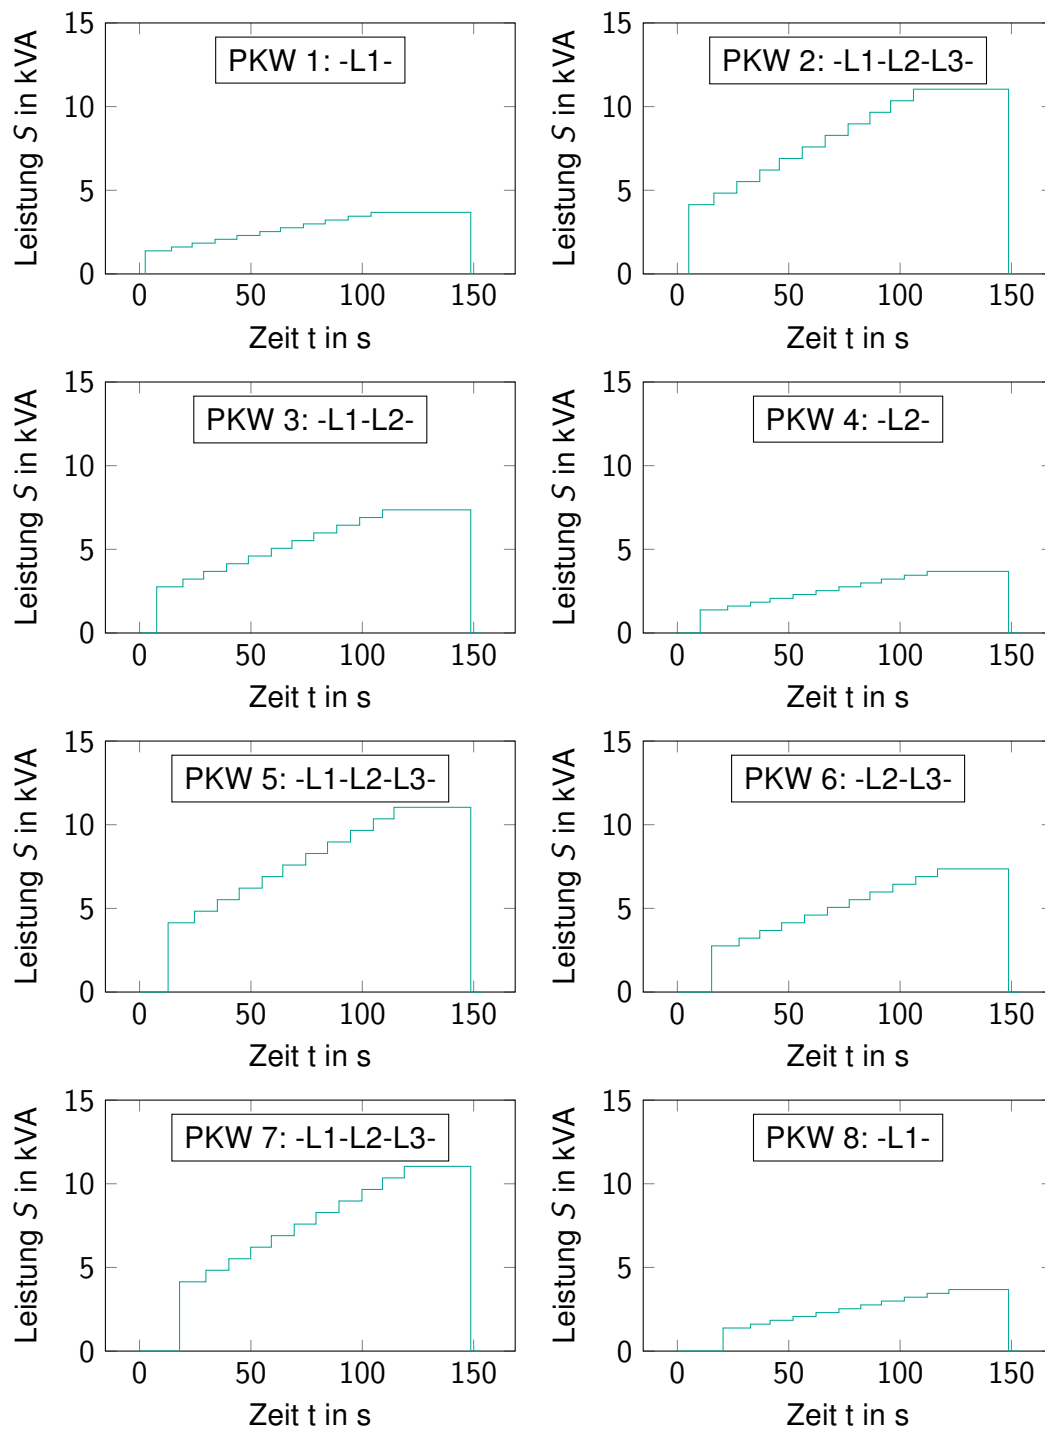 PKW 1: -L1-
Leistung S in kVA
15
10
5
0
0 50 100 150
Zeit t in s
PKW 2: -L1-L2-L3-
Leistung S in kVA
15
10
5
0
0 50 100 150
Zeit t in s
PKW 3: -L1-L2-
Leistung S in kVA
15
10
5
0
0 50 100 150
Zeit t in s
PKW 4: -L2-
Leistung S in kVA
15
10
5
0
0 50 100 150
Zeit t in s
PKW 5: -L1-L2-L3-
Leistung S in kVA
15
10
5
0
0 50 100 150
Zeit t in s
PKW 6: -L2-L3-
Leistung S in kVA
15
10
5
0
0 50 100 150
Zeit t in s
PKW 7: -L1-L2-L3-
Leistung S in kVA
15
10
5
0
0 50 100 150
Zeit t in s
PKW 8: -L1-
Leistung S in kVA
15
10
5
0
0 50 100 150
Zeit t in s